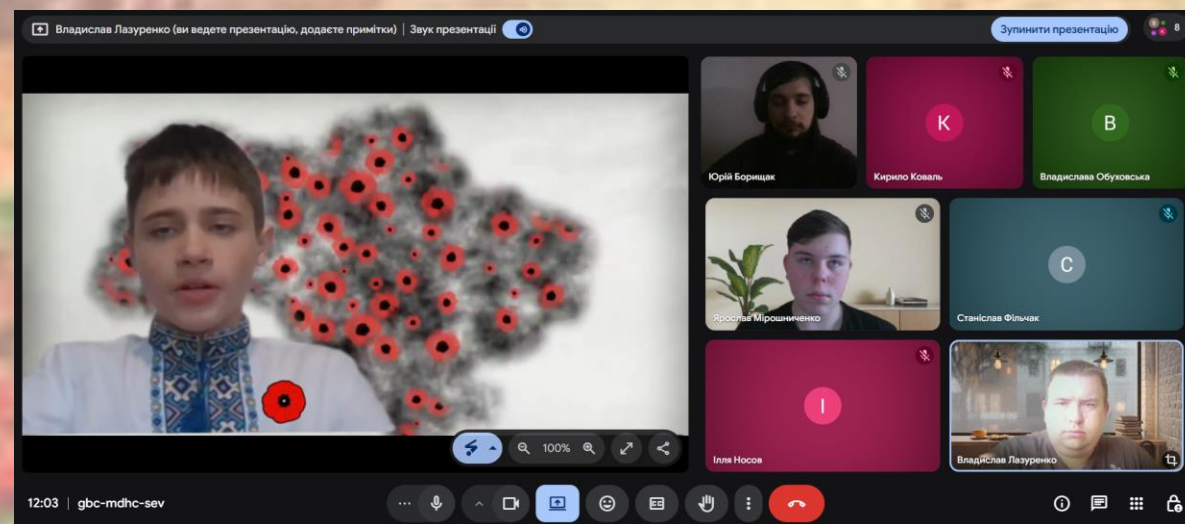 Владислав Лазуренко (ви ведете презентацію, додаєте примітки) | Звук презентації
Зупинити презентацію
8
Юрій Борищак
К
Кирило Коваль
В
Владислава Обуховська
Ярослав Мірошниченко
С
Станіслав Фільчак
100%
І
Ілля Носов
Владислав Лазуренко
12:03 | gbc-mdhc-sev